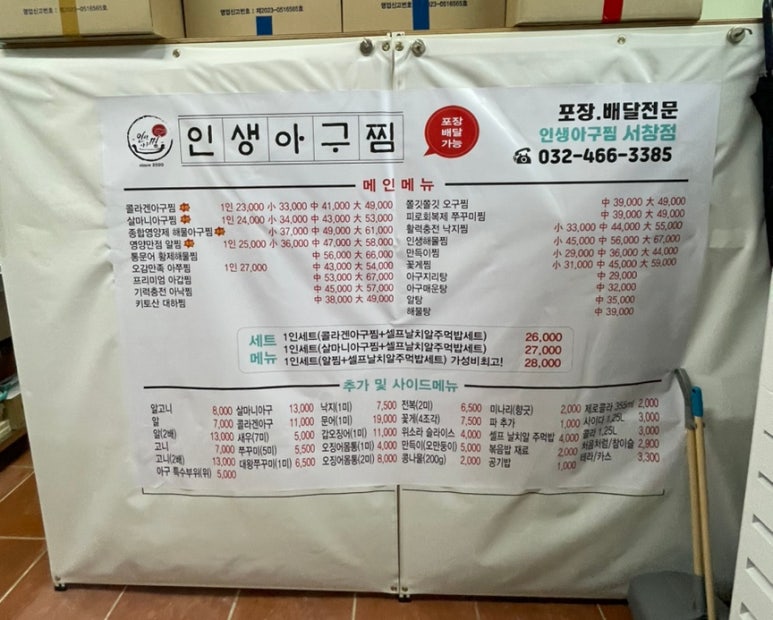 영업신고번호 : 제2023-0516565호
인생아구찜
since 2000
인생아구찜
포장
배달
가능
포장.배달전문
인생아구찜 서창점
032-466-3385
메인메뉴
콜라겐아구찜 1인 23,000 小 33,000 中 41,000 大 49,000
살마니아구찜 1인 24,000 小 34,000 中 43,000 大 53,000
종합영양제 해물아구찜 小 37,000 中 49,000 大 61,000
영양만점 알찜 1인 25,000 小 36,000 中 47,000 大 58,000
통문어 황제해물찜 中 56,000 大 66,000
오감만족 아쭈찜 1인 27,000 中 43,000 大 54,000
프리미엄 아갑찜 中 53,000 大 67,000
기력충전 아낙찜 中 45,000 大 57,000
키토산 대하찜 中 38,000 大 49,000
쫄깃쫄깃 오구찜 中 39,000 大 49,000
피로회복제 쭈꾸미찜 中 39,000 大 49,000
활력충전 낙지찜 小 33,000 中 44,000 大 55,000
인생해물찜 小 45,000 中 56,000 大 67,000
만득이찜 小 29,000 中 36,000 大 44,000
꽃게찜 小 31,000 中 45,000 大 59,000
아구지리탕 中 29,000
아구매운탕 中 32,000
알탕 中 35,000
해물탕 中 39,000
세트 메뉴
1인세트(콜라겐아구찜+셀프날치알주먹밥세트) 26,000
1인세트(살마니아구찜+셀프날치알주먹밥세트) 27,000
1인세트(알찜+셀프날치알주먹밥세트) 가성비최고! 28,000
추가 및 사이드메뉴
알고니 8,000
알 7,000
알(2배) 13,000
고니 7,000
고니(2배) 13,000
아구 특수부위(위) 5,000
살마니아구 13,000
콜라겐아구 11,000
새우(7미) 5,000
쭈꾸미(5미) 5,500
대왕쭈꾸미(1미) 6,500
낙지(1미) 7,500
문어(1미) 19,000
갑오징어(1미) 11,000
오징어몸통(1미) 4,000
오징어몸통(2미) 8,000
전복(2미) 6,500
꽃게(4조각) 7,500
위소라 슬라이스 4,000
만득이(오만둥이) 5,000
콩나물(200g) 2,000
미나리(향긋) 2,000
파 추가 1,000
셀프 날치알 주먹밥 4,000
볶음밥 재료 2,000
공기밥 1,000
제로콜라 355ml 2,000
사이다 1.25L 3,000
콜라 1.25L 3,000
처음처럼/참이슬 2,900
테라/카스 3,300